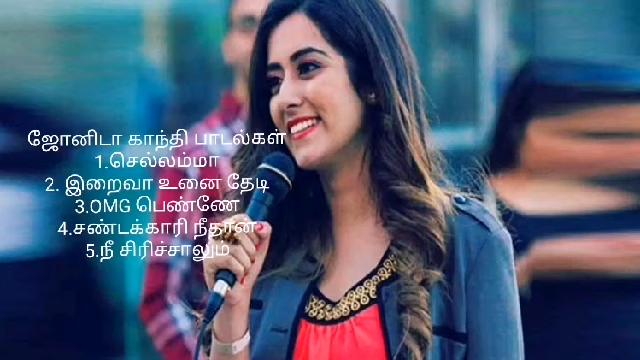 ஜோனிடா காந்தி பாடல்கள்
1.செல்லம்மா
2. இறைவா உனை தேடி
3.OMG பெண்ணே
4.சண்டக்காரி நீதான்
5.நீ சிரிச்சாலும்